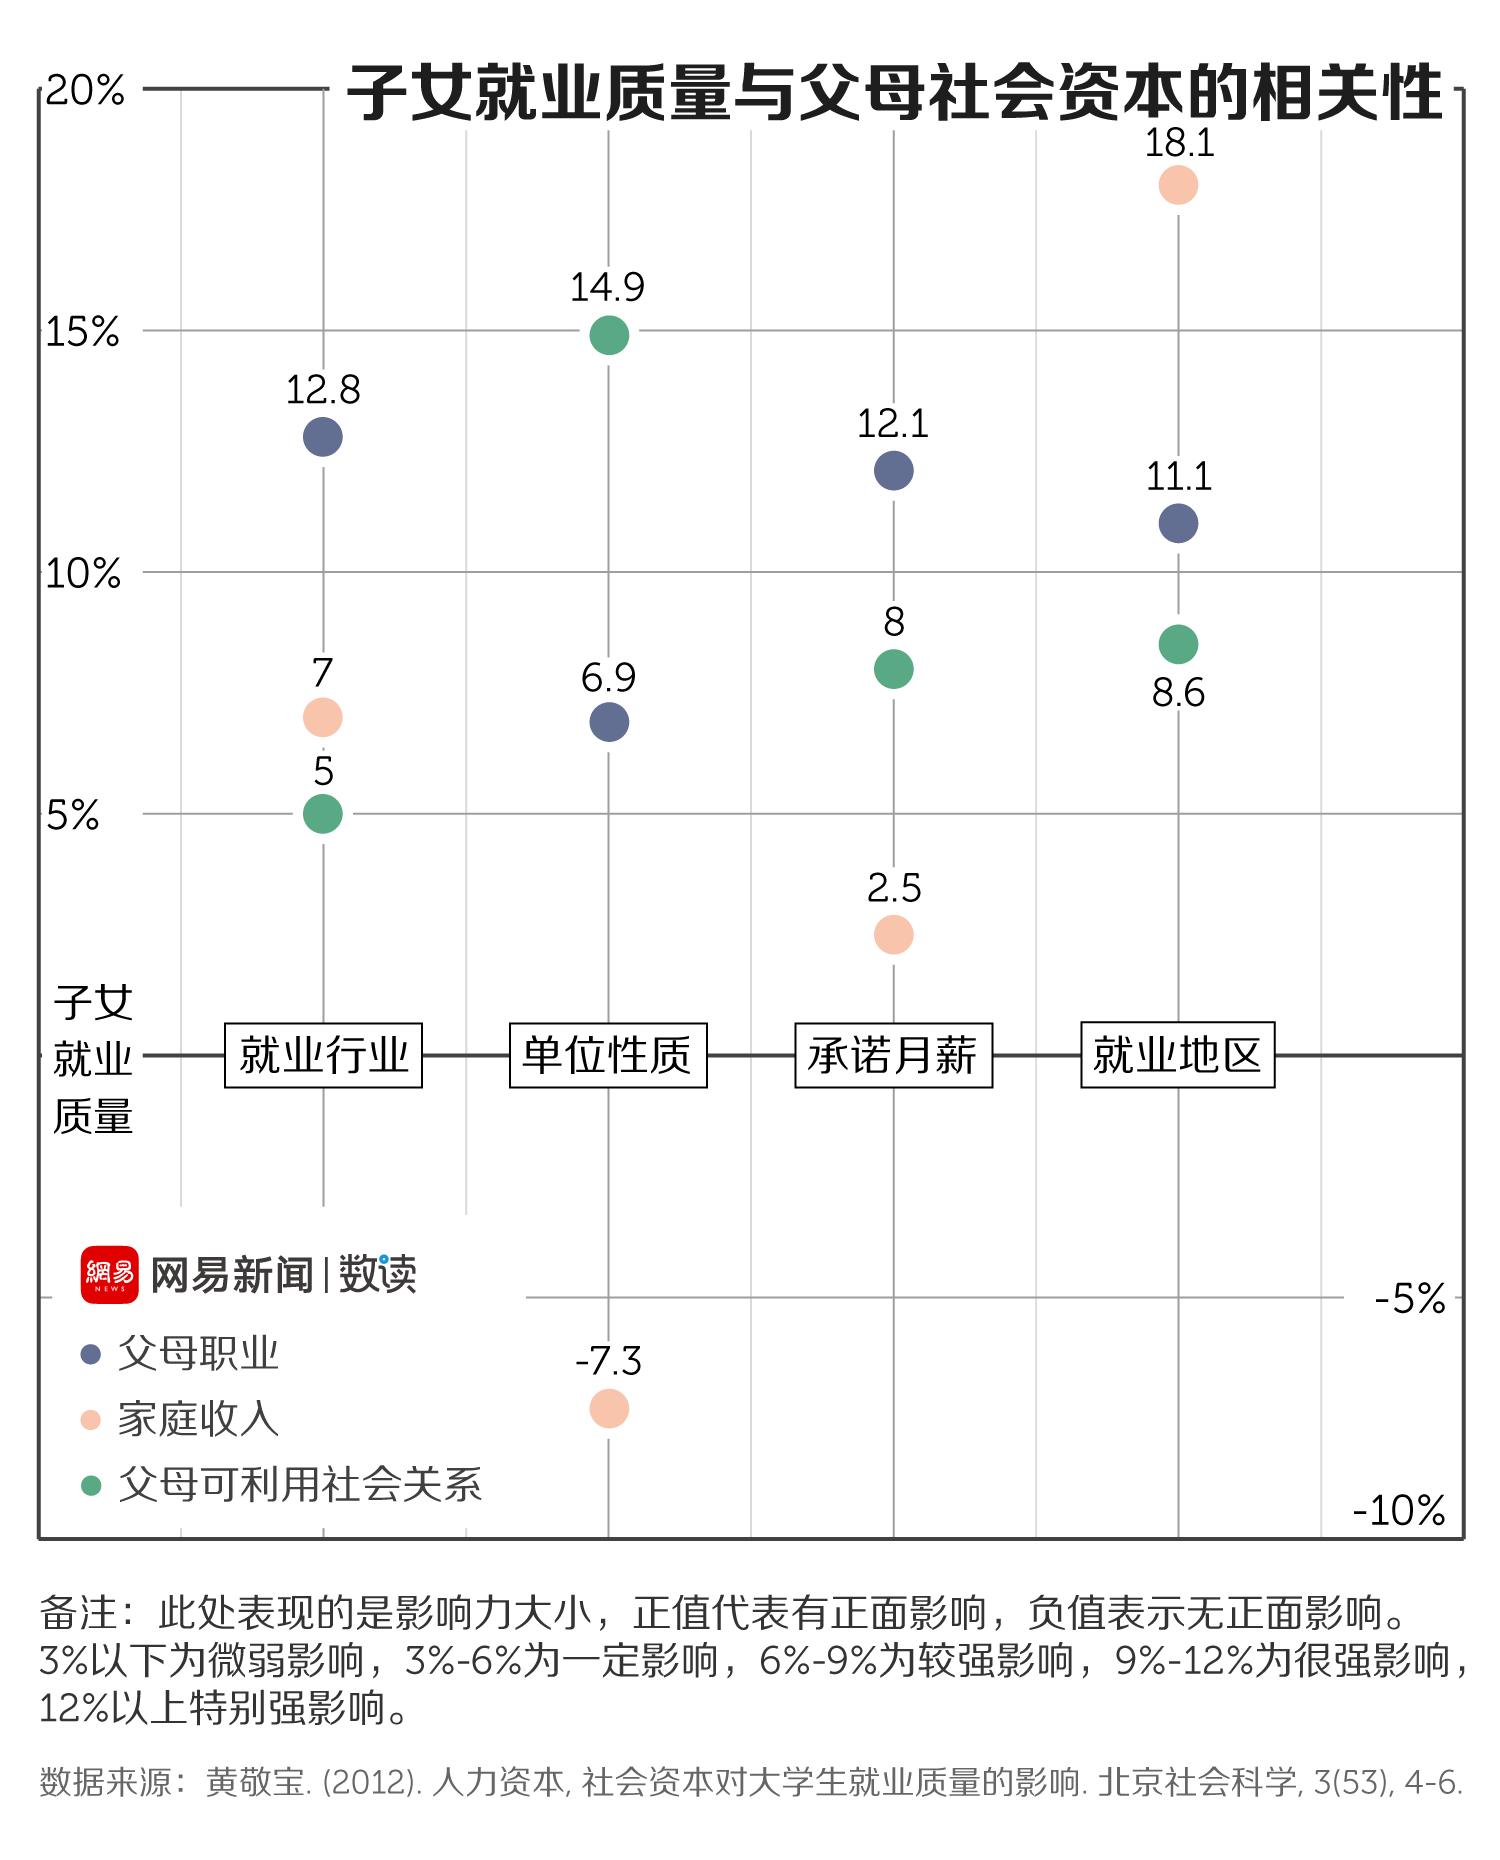 子女就业质量与父母社会资本的相关性
20%
18.1
14.9
15%
12.8
12.1
11.1
10%
8
7
6.9
8.6
5
5%
2.5
子女
就业
质量
就业行业
单位性质
承诺月薪
就业地区
網易
NEWS
网易新闻 | 数读
-5%
父母职业
-7.3
家庭收入
父母可利用社会关系
-10%
备注：此处表现的是影响力大小，正值代表有正面影响，负值表示无正面影响。
3%以下为微弱影响，3%-6%为一定影响，6%-9%为较强影响，9%-12%为很强影响，
12%以上特别强影响。
数据来源：黄敬宝. (2012). 人力资本, 社会资本对大学生就业质量的影响. 北京社会科学, 3(53), 4-6.